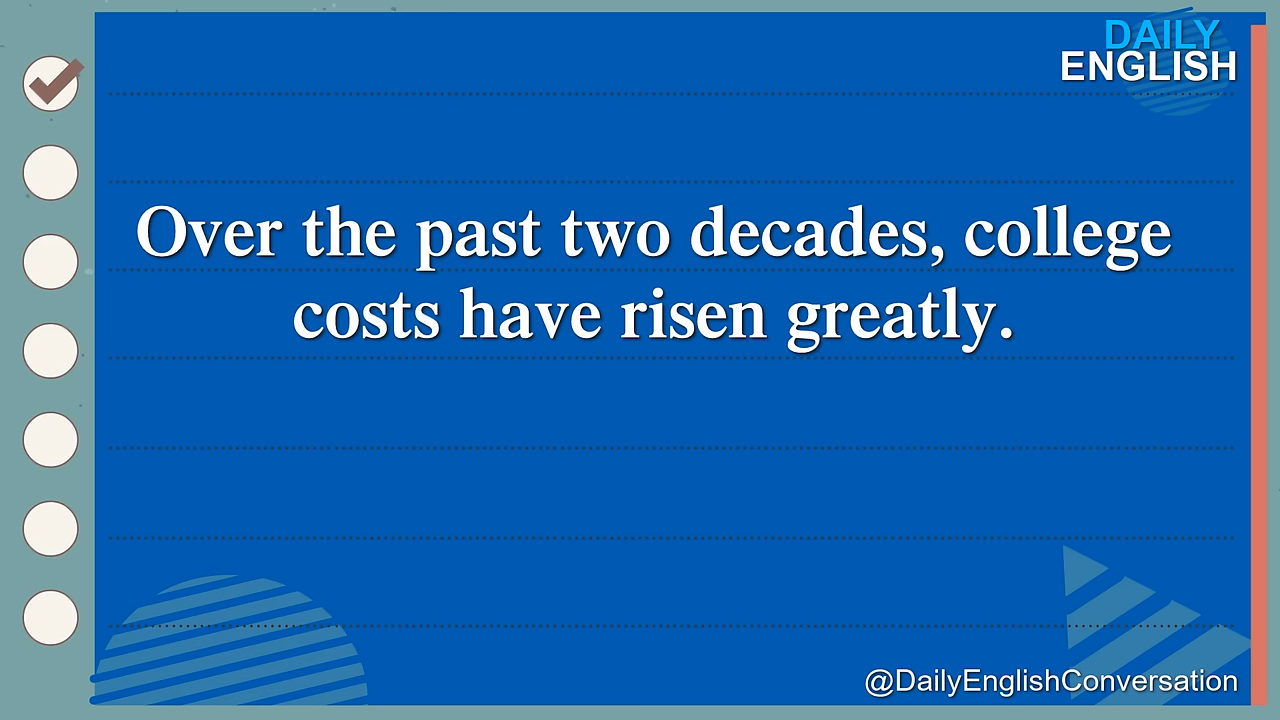 DAILY
ENGLISH
Over the past two decades, college
costs have risen greatly.
@DailyEnglishConversation